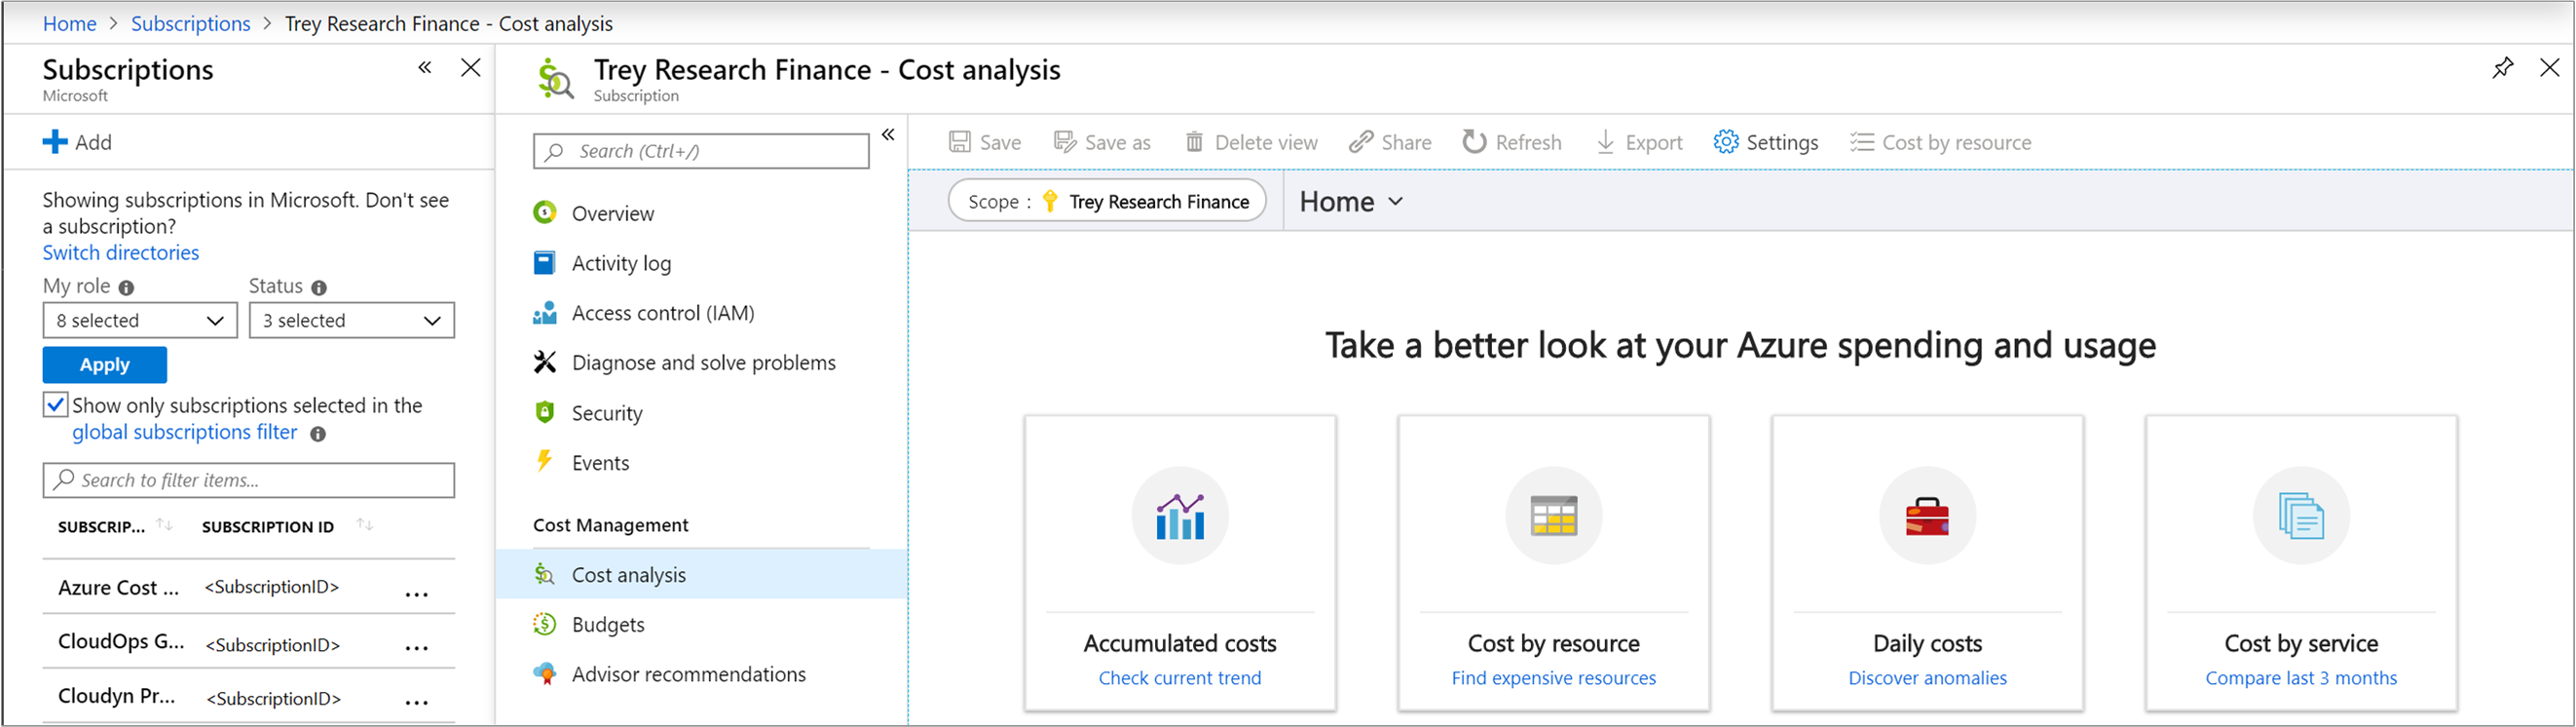 Home > Subscriptions > Trey Research Finance - Cost analysis
Subscriptions
Microsoft
Add
Showing subscriptions in Microsoft. Don't see
a subscription?
Switch directories
My role Status
8 selected 3 selected
Apply
Show only subscriptions selected in the
global subscriptions filter
Search to filter items...
SUBSCRIP... SUBSCRIPTION ID
Azure Cost ... <SubscriptionID> ...
CloudOps G... <SubscriptionID> ...
Cloudyn Pr... <SubscriptionID> ...
Trey Research Finance - Cost analysis
Subscription
Search (Ctrl+/)
Overview
Activity log
Access control (IAM)
Diagnose and solve problems
Security
Events
Cost Management
Cost analysis
Budgets
Advisor recommendations
Save Save as Delete view Share Refresh Export Settings Cost by resource
Scope : Trey Research Finance Home
Take a better look at your Azure spending and usage
Accumulated costs
Check current trend
Cost by resource
Find expensive resources
Daily costs
Discover anomalies
Cost by service
Compare last 3 months